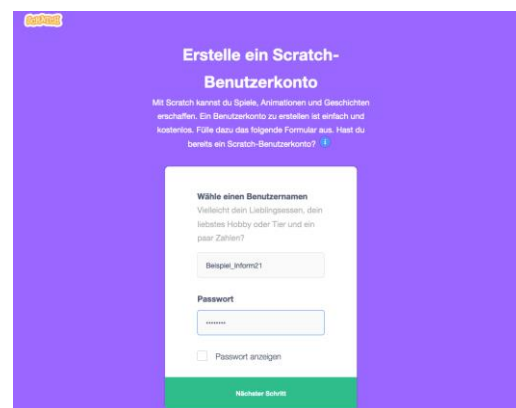 SCRATCH
Erstelle ein Scratch-
Benutzerkonto
Mit Scratch kannst du Spiele, Animationen und Geschichten
erschaffen. Ein Benutzerkonto zu erstellen ist einfach und
kostenlos. Fülle dazu das folgende Formular aus. Hast du
bereits ein Scratch-Benutzerkonto?
Wähle einen Benutzernamen
Vielleicht dein Lieblingsessen, dein
liebstes Hobby oder Tier und ein
paar Zahlen?
Beispiel_Inform21
Passwort
••••••••
Passwort anzeigen
Nächster Schritt